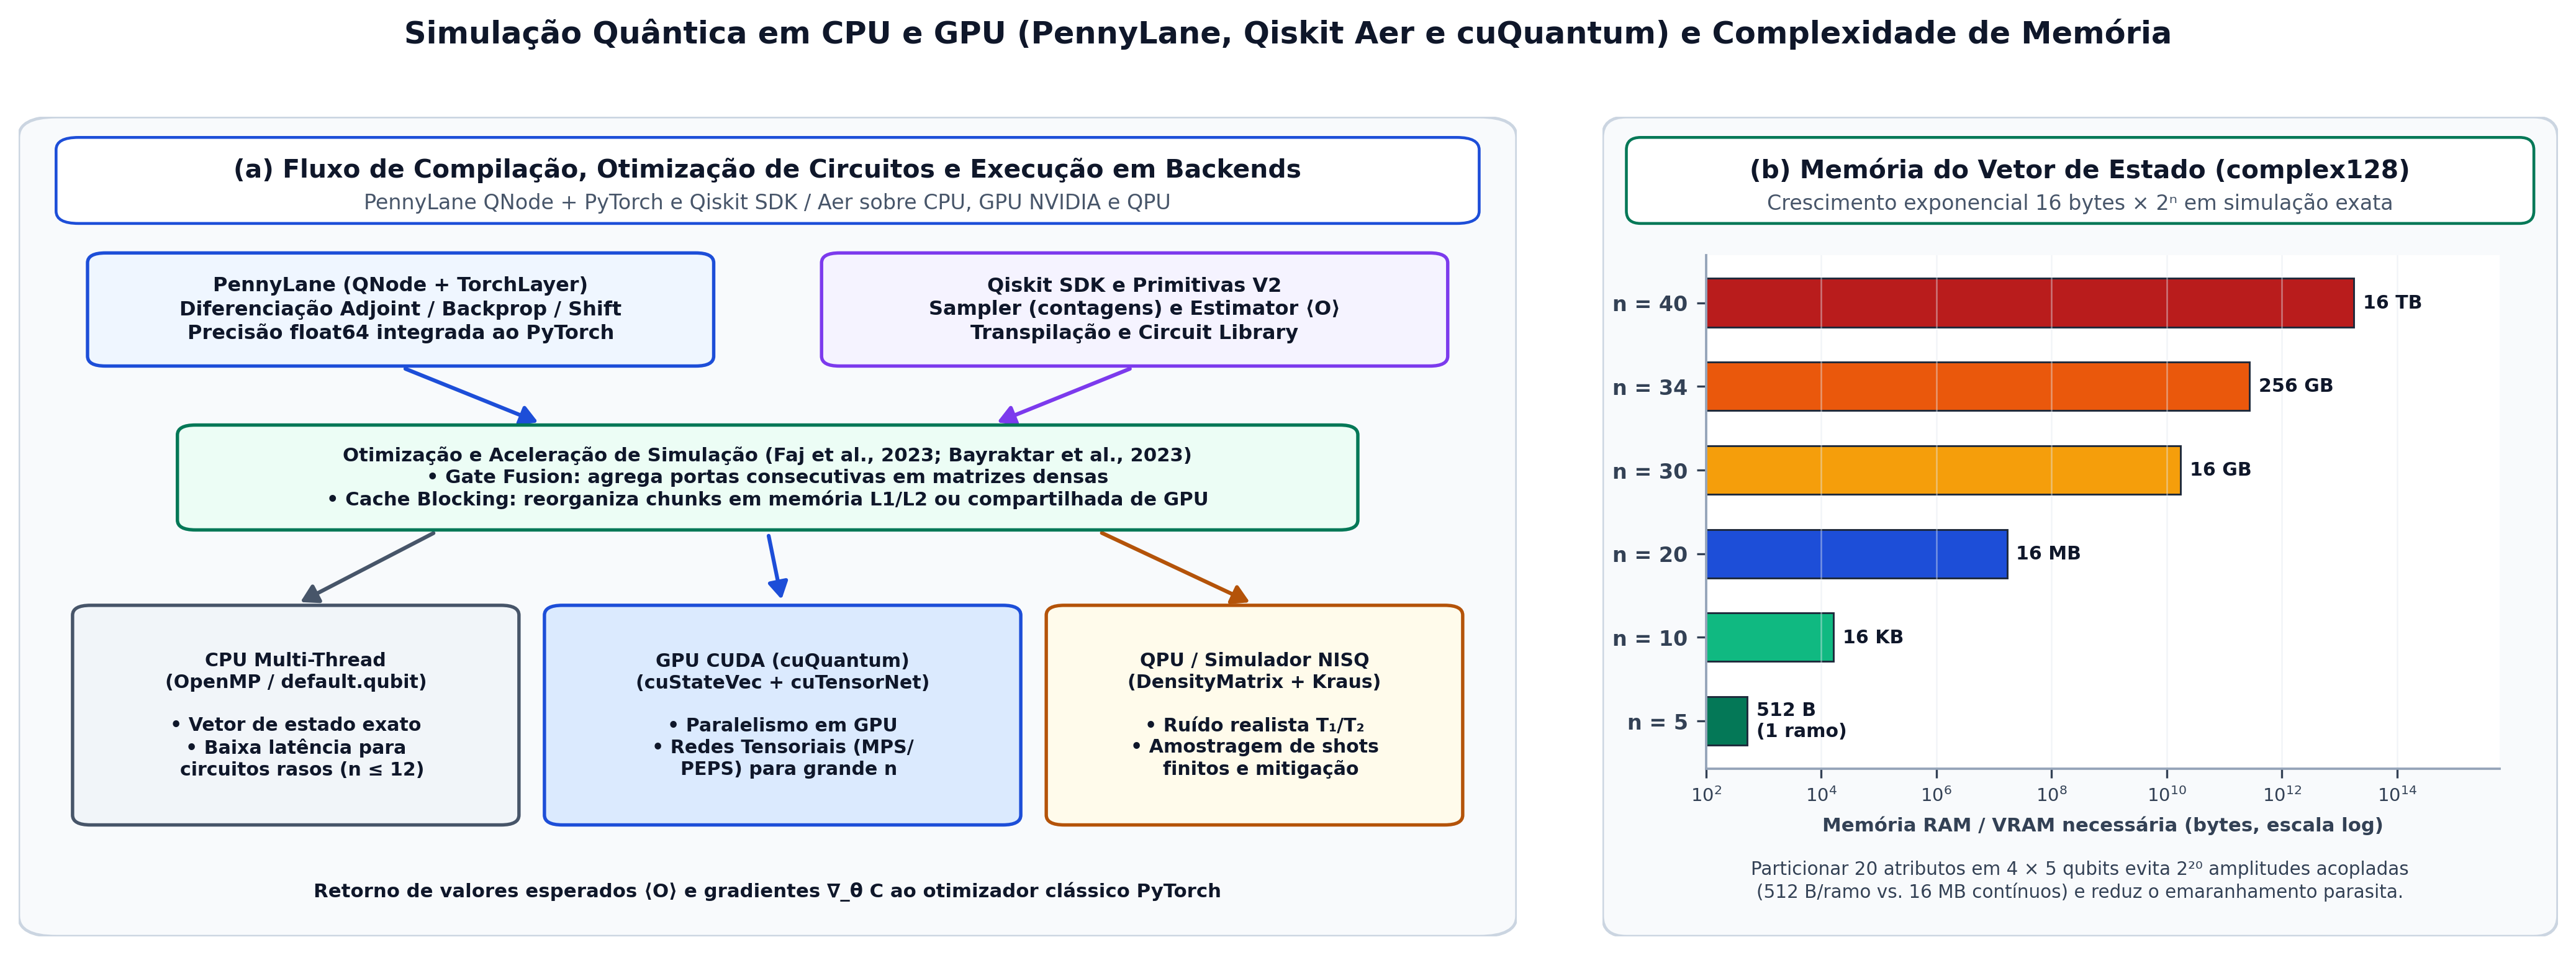 Simulação Quântica em CPU e GPU (PennyLane, Qiskit Aer e cuQuantum) e Complexidade de Memória
(a) Fluxo de Compilação, Otimização de Circuitos e Execução em Backends
PennyLane QNode + PyTorch e Qiskit SDK / Aer sobre CPU, GPU NVIDIA e QPU
PennyLane (QNode + TorchLayer)
Diferenciação Adjoint / Backprop / Shift
Precisão float64 integrada ao PyTorch
Qiskit SDK e Primitivas V2
Sampler (contagens) e Estimator ⟨O⟩
Transpilação e Circuit Library
Otimização e Aceleração de Simulação (Faj et al., 2023; Bayraktar et al., 2023)
• Gate Fusion: agrega portas consecutivas em matrizes densas
• Cache Blocking: reorganiza chunks em memória L1/L2 ou compartilhada de GPU
CPU Multi-Thread
(OpenMP / default.qubit)
• Vetor de estado exato
• Baixa latência para
circuitos rasos (n ≤ 12)
GPU CUDA (cuQuantum)
(cuStateVec + cuTensorNet)
• Paralelismo em GPU
• Redes Tensoriais (MPS/
PEPS) para grande n
QPU / Simulador NISQ
(DensityMatrix + Kraus)
• Ruído realista T₁/T₂
• Amostragem de shots
finitos e mitigação
Retorno de valores esperados ⟨O⟩ e gradientes ∇_θ C ao otimizador clássico PyTorch
(b) Memória do Vetor de Estado (complex128)
Crescimento exponencial 16 bytes × 2ⁿ em simulação exata
n = 40
16 TB
n = 34
256 GB
n = 30
16 GB
n = 20
16 MB
n = 10
16 KB
n = 5
512 B
(1 ramo)
10² 10⁴ 10⁶ 10⁸ 10¹⁰ 10¹² 10¹⁴
Memória RAM / VRAM necessária (bytes, escala log)
Particionar 20 atributos em 4 × 5 qubits evita 2²⁰ amplitudes acopladas
(512 B/ramo vs. 16 MB contínuos) e reduz o emaranhamento parasita.